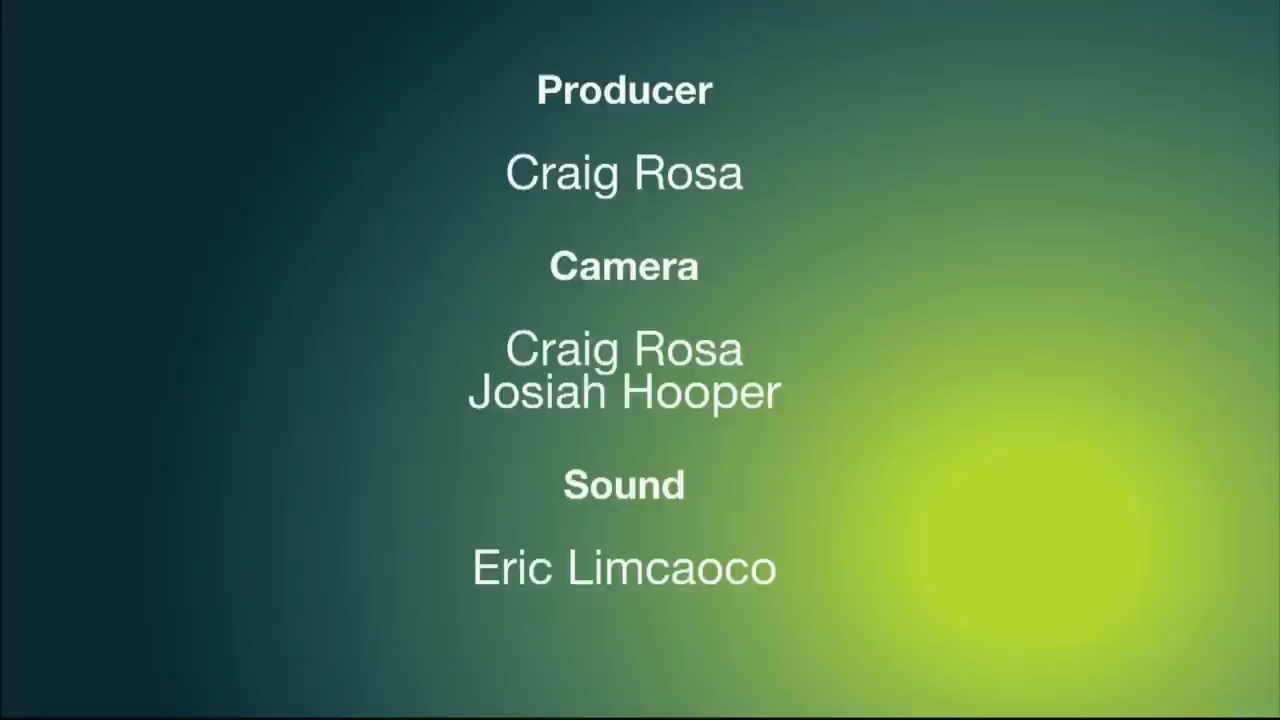 Producer
Craig Rosa
Camera
Craig Rosa
Josiah Hooper
Sound
Eric Limcaoco